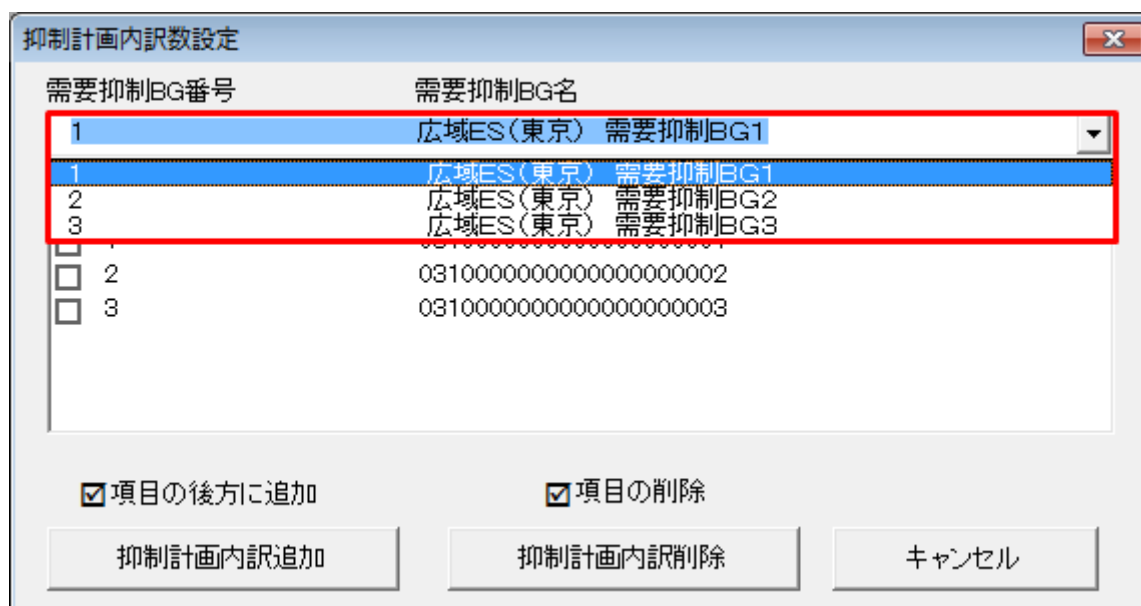 抑制計画内訳数設定
需要抑制BG番号 需要抑制BG名
1 広域ES(東京) 需要抑制BG1
1 広域ES(東京) 需要抑制BG1
2 広域ES(東京) 需要抑制BG2
3 広域ES(東京) 需要抑制BG3
2 0310000000000000000002
3 0310000000000000000003
項目の後方に追加 項目の削除
抑制計画内訳追加 抑制計画内訳削除 キャンセル